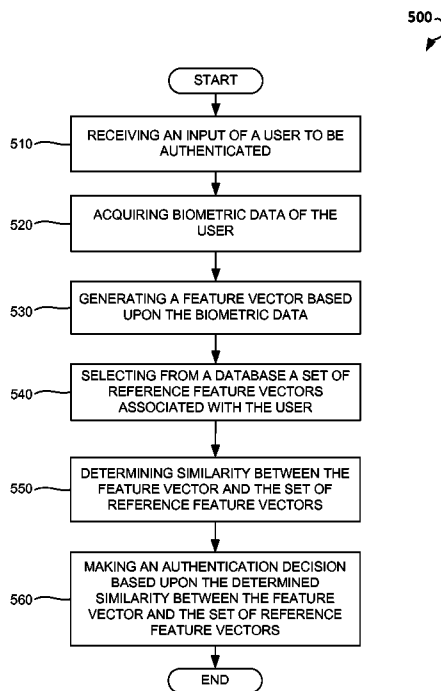 500
START
510
RECEIVING AN INPUT OF A USER TO BE
AUTHENTICATED
520
ACQUIRING BIOMETRIC DATA OF THE
USER
530
GENERATING A FEATURE VECTOR BASED
UPON THE BIOMETRIC DATA
540
SELECTING FROM A DATABASE A SET OF
REFERENCE FEATURE VECTORS
ASSOCIATED WITH THE USER
550
DETERMINING SIMILARITY BETWEEN THE
FEATURE VECTOR AND THE SET OF
REFERENCE FEATURE VECTORS
560
MAKING AN AUTHENTICATION DECISION
BASED UPON THE DETERMINED
SIMILARITY BETWEEN THE FEATURE
VECTOR AND THE SET OF REFERENCE
FEATURE VECTORS
END